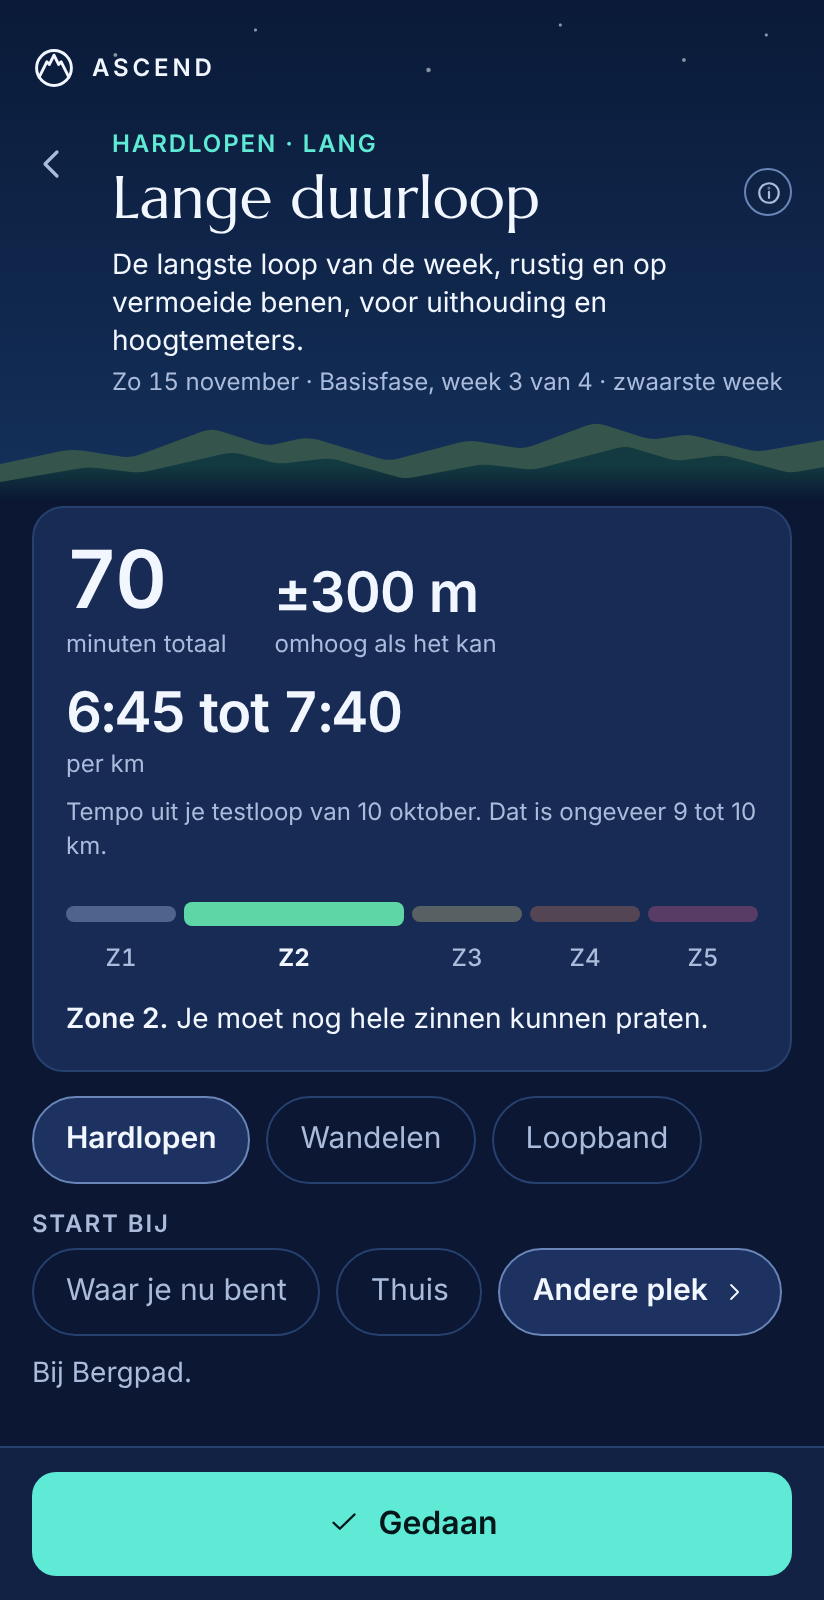 ASCEND
HARDLOPEN · LANG
Lange duurloop
De langste loop van de week, rustig en op
vermoeide benen, voor uithouding en
hoogtemeters.
Zo 15 november · Basisfase, week 3 van 4 · zwaarste week
70
minuten totaal
±300 m
omhoog als het kan
6:45 tot 7:40
per km
Tempo uit je testloop van 10 oktober. Dat is ongeveer 9 tot 10
km.
Z1 Z2 Z3 Z4 Z5
Zone 2. Je moet nog hele zinnen kunnen praten.
Hardlopen Wandelen Loopband
START BIJ
Waar je nu bent Thuis Andere plek
Bij Bergpad.
Gedaan